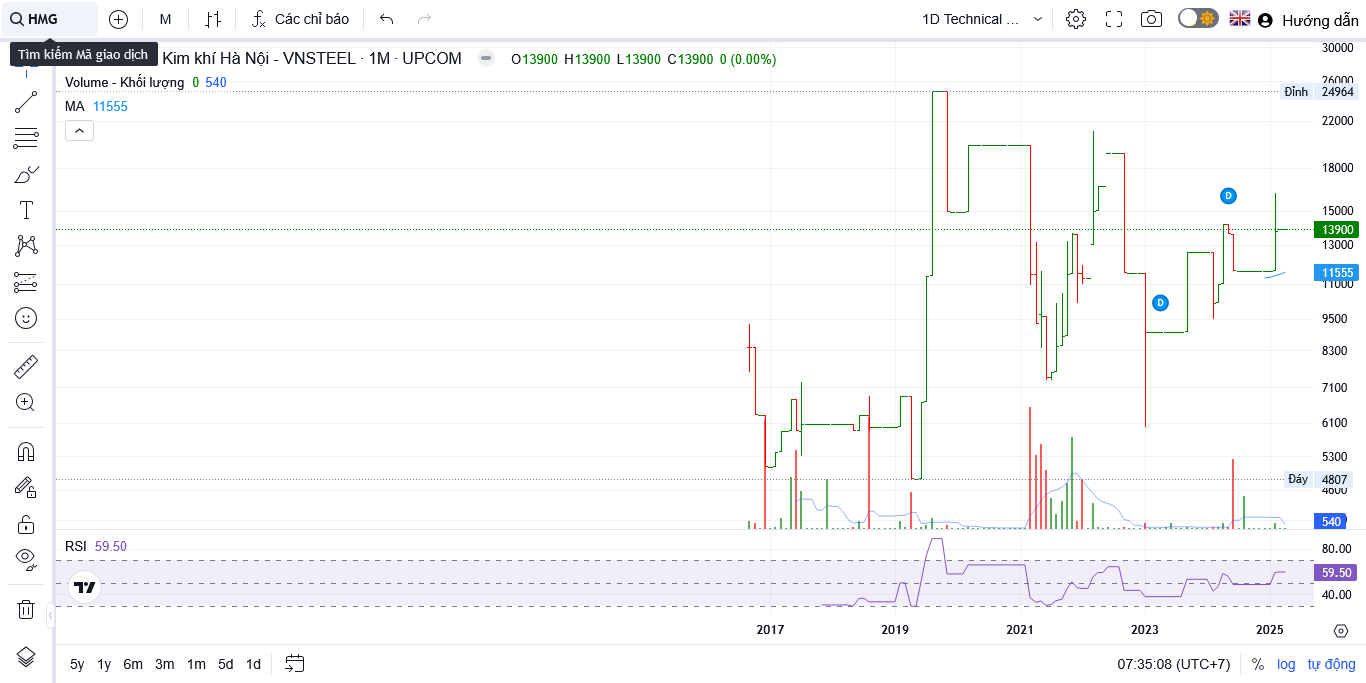 HMG
M
Các chỉ báo
1D Technical ...
Hướng dẫn
Tìm kiếm Mã giao dịch
Kim khí Hà Nội - VNSTEEL · 1M · UPCOM
O13900 H13900 L13900 C13900 0 (0.00%)
Volume - Khối lượng 0 540
MA 11555
30000
26000
Đỉnh 24964
22000
18000
15000
13900
13000
11555
11000
9500
8300
7100
6100
5300
Đáy 4807
4600
540
D
D
RSI 59.50
80.00
59.50
40.00
2017 2019 2021 2023 2025
5y 1y 6m 3m 1m 5d 1d
07:35:08 (UTC+7) % log tự động